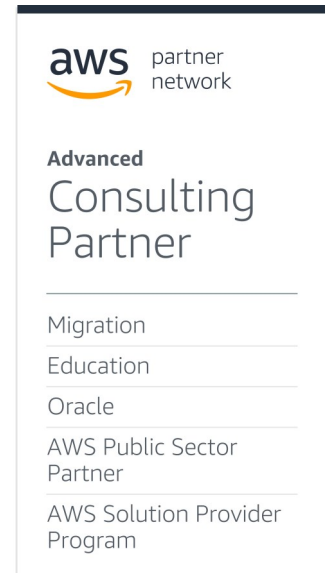 aws partner
network
Advanced
Consulting
Partner
Migration
Education
Oracle
AWS Public Sector
Partner
AWS Solution Provider
Program